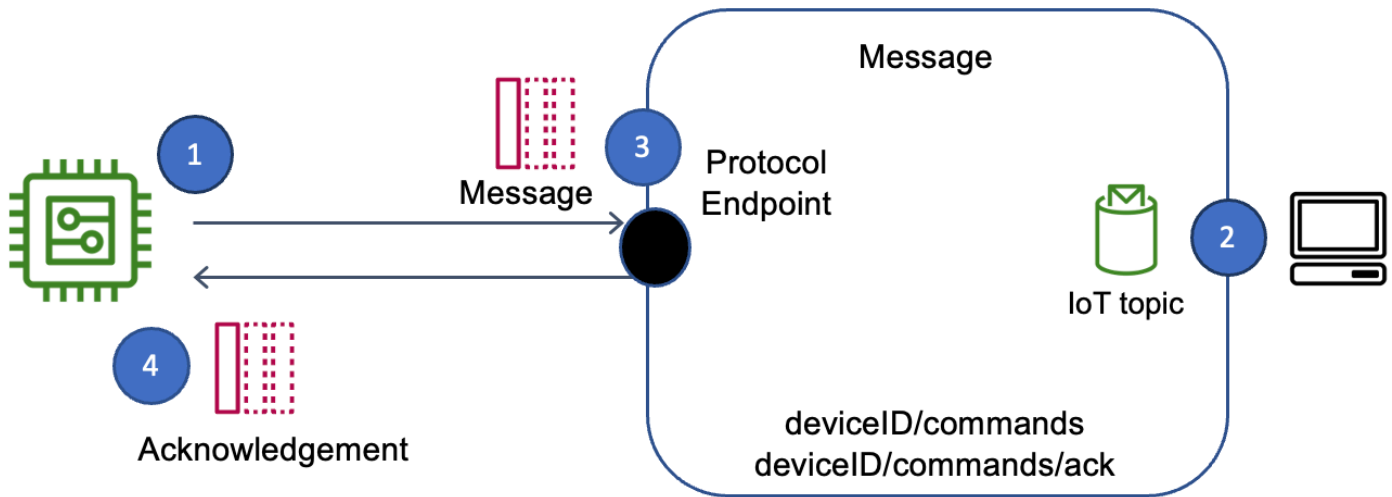 Message
1
3
Message
Protocol
Endpoint
2
IoT topic
4
Acknowledgement
deviceID/commands
deviceID/commands/ack